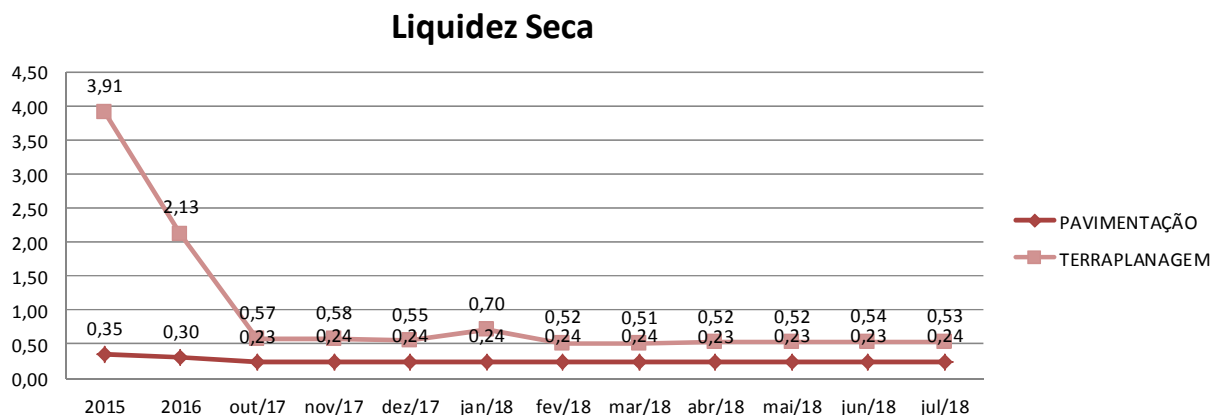 Liquidez Seca
4,50
4,00
3,50
3,00
2,50
2,00
1,50
1,00
0,50
0,00
3,91
2,13
0,57 0,58 0,55 0,70 0,52 0,51 0,52 0,52 0,54 0,53
0,35 0,30 0,23 0,24 0,24 0,24 0,24 0,24 0,23 0,23 0,23 0,24
2015 2016 out/17 nov/17 dez/17 jan/18 fev/18 mar/18 abr/18 mai/18 jun/18 jul/18
PAVIMENTAÇÃO
TERRAPLANAGEM